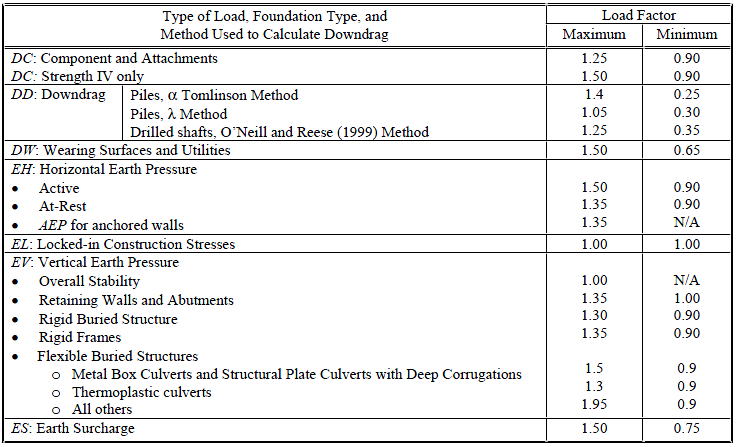 Type of Load, Foundation Type, and Load Factor
Method Used to Calculate Downdrag Maximum Minimum
DC: Component and Attachments 1.25 0.90
DC: Strength IV only 1.50 0.90
DD: Downdrag Piles, α Tomlinson Method 1.4 0.25
Piles, λ Method 1.05 0.30
Drilled shafts, O’Neill and Reese (1999) Method 1.25 0.35
DW: Wearing Surfaces and Utilities 1.50 0.65
EH: Horizontal Earth Pressure
• Active 1.50 0.90
• At-Rest 1.35 0.90
• AEP for anchored walls 1.35 N/A
EL: Locked-in Construction Stresses 1.00 1.00
EV: Vertical Earth Pressure
• Overall Stability 1.00 N/A
• Retaining Walls and Abutments 1.35 1.00
• Rigid Buried Structure 1.30 0.90
• Rigid Frames 1.35 0.90
• Flexible Buried Structures
o Metal Box Culverts and Structural Plate Culverts with Deep Corrugations 1.5 0.9
o Thermoplastic culverts 1.3 0.9
o All others 1.95 0.9
ES: Earth Surcharge 1.50 0.75